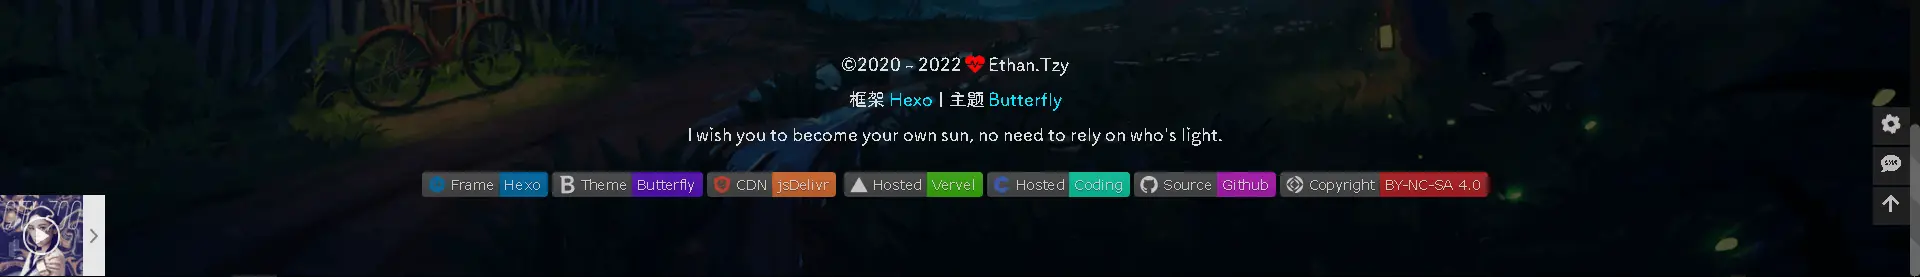 ©2020 - 2022 Ethan.Tzy
框架 Hexo | 主题 Butterfly
I wish you to become your own sun, no need to rely on who's light.
Frame Hexo Theme Butterfly CDN jsDelivr Hosted Vervel Hosted Coding Source Github Copyright BY-NC-SA 4.0